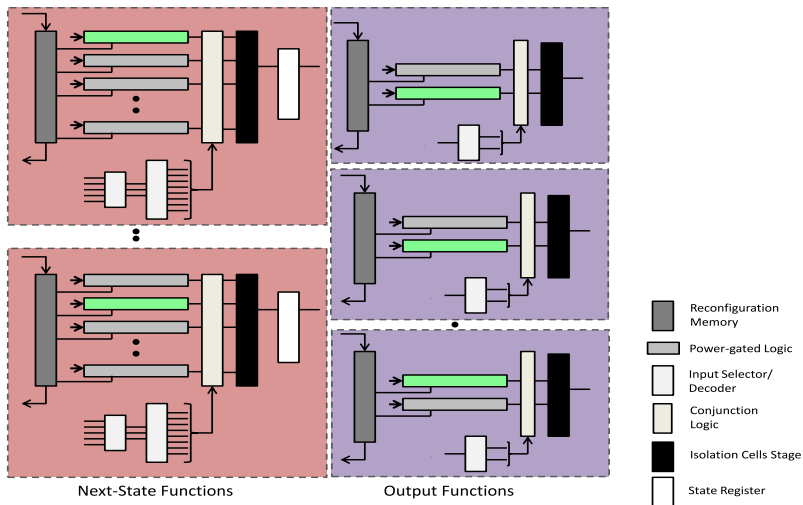 Reconfiguration
Memory
Power-gated Logic
Input Selector/
Decoder
Conjunction
Logic
Isolation Cells Stage
State Register
Next-State Functions
Output Functions